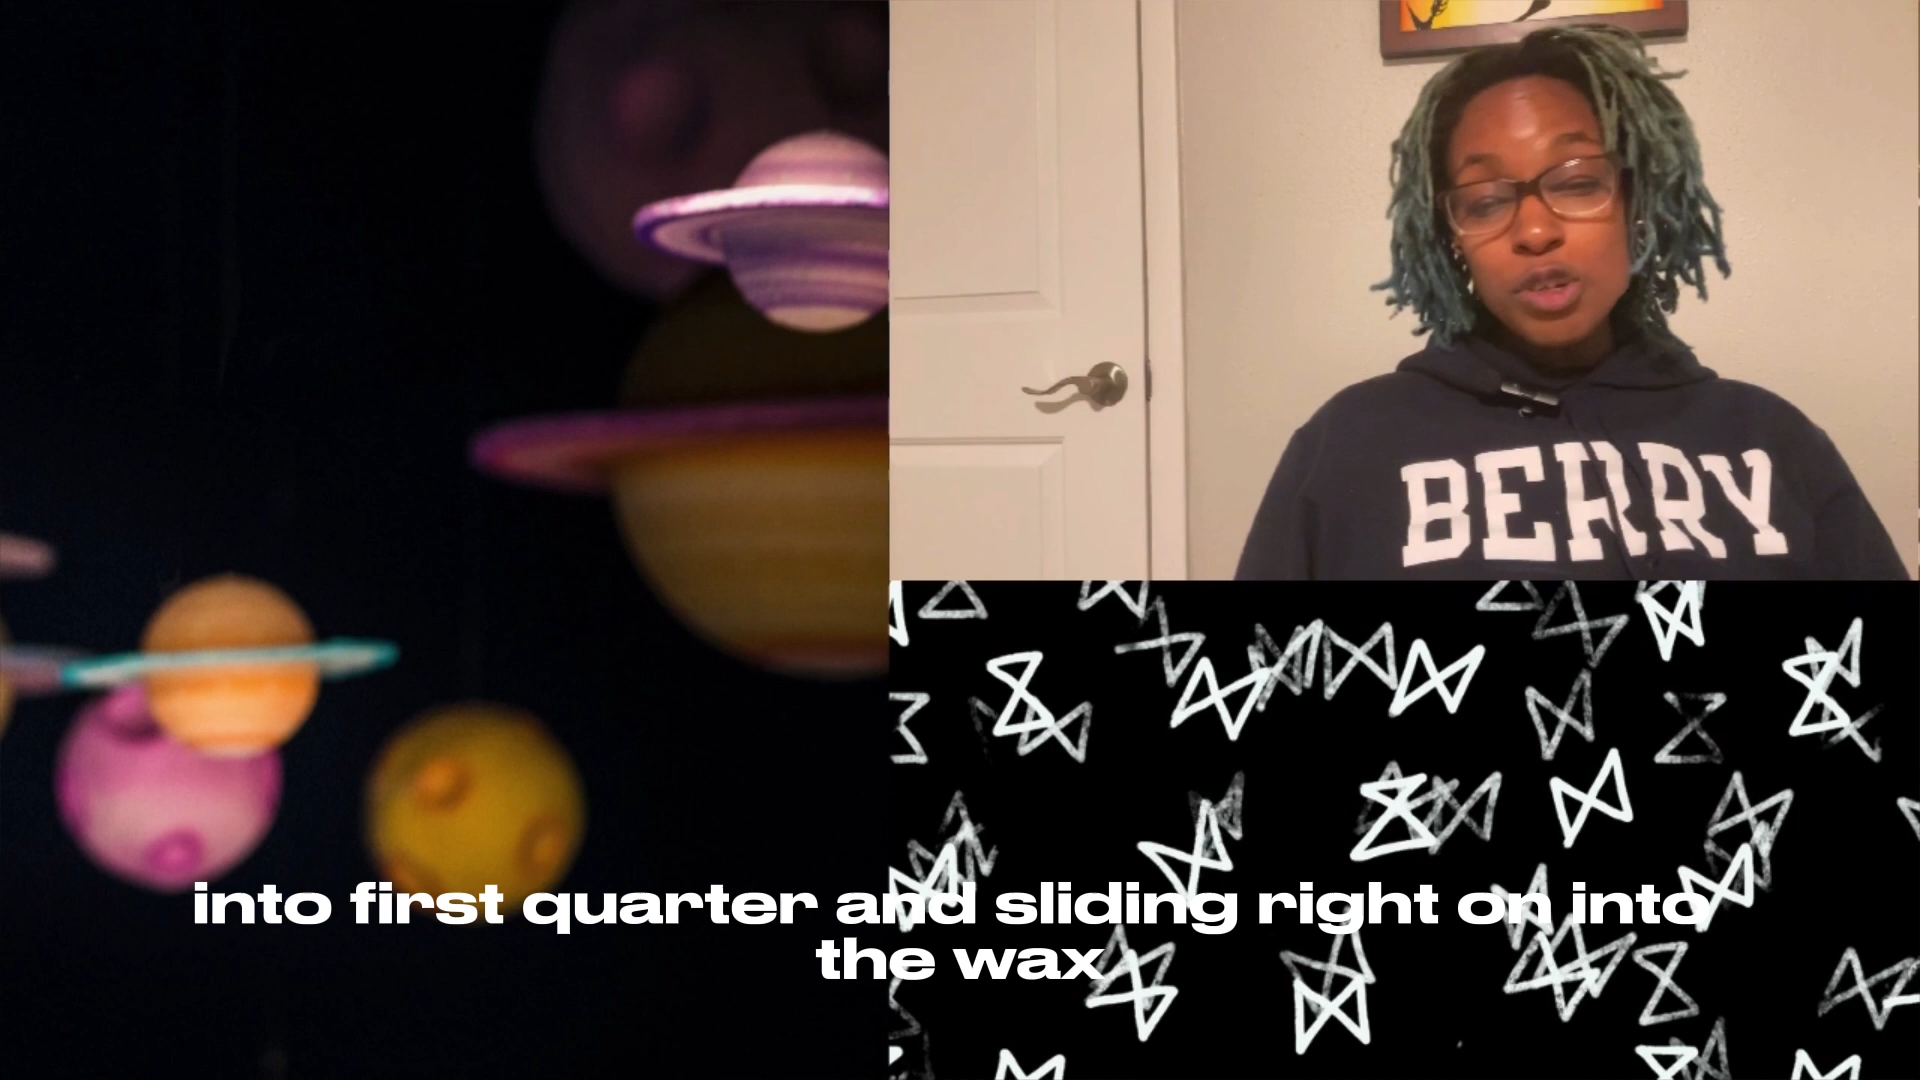 BERRY
into first quarter and sliding right on into
the wax